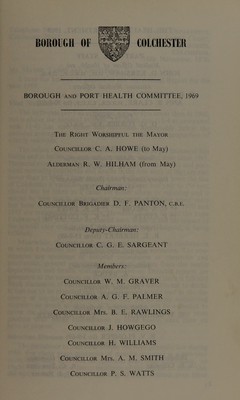 BOROUGH OF COLCHESTER
BOROUGH AND PORT HEALTH COMMITTEE, 1969
THE RIGHT WORSHIPFUL THE MAYOR
COUNCILLOR C. A. HOWE (to May)
ALDERMAN R. W. HILHAM (from May)
Chairman:
COUNCILLOR BRIGADIER D. F. PANTON, C.B.E.
Deputy-Chairman:
COUNCILLOR C. G. E. SARGEANT
Members:
COUNCILLOR W. M. GRAVER
COUNCILLOR A. G. F. PALMER
COUNCILLOR MRS. B. E. RAWLINGS
COUNCILLOR J. HOWGEGO
COUNCILLOR H. WILLIAMS
COUNCILLOR MRS. A. M. SMITH
COUNCILLOR P. S. WATTS